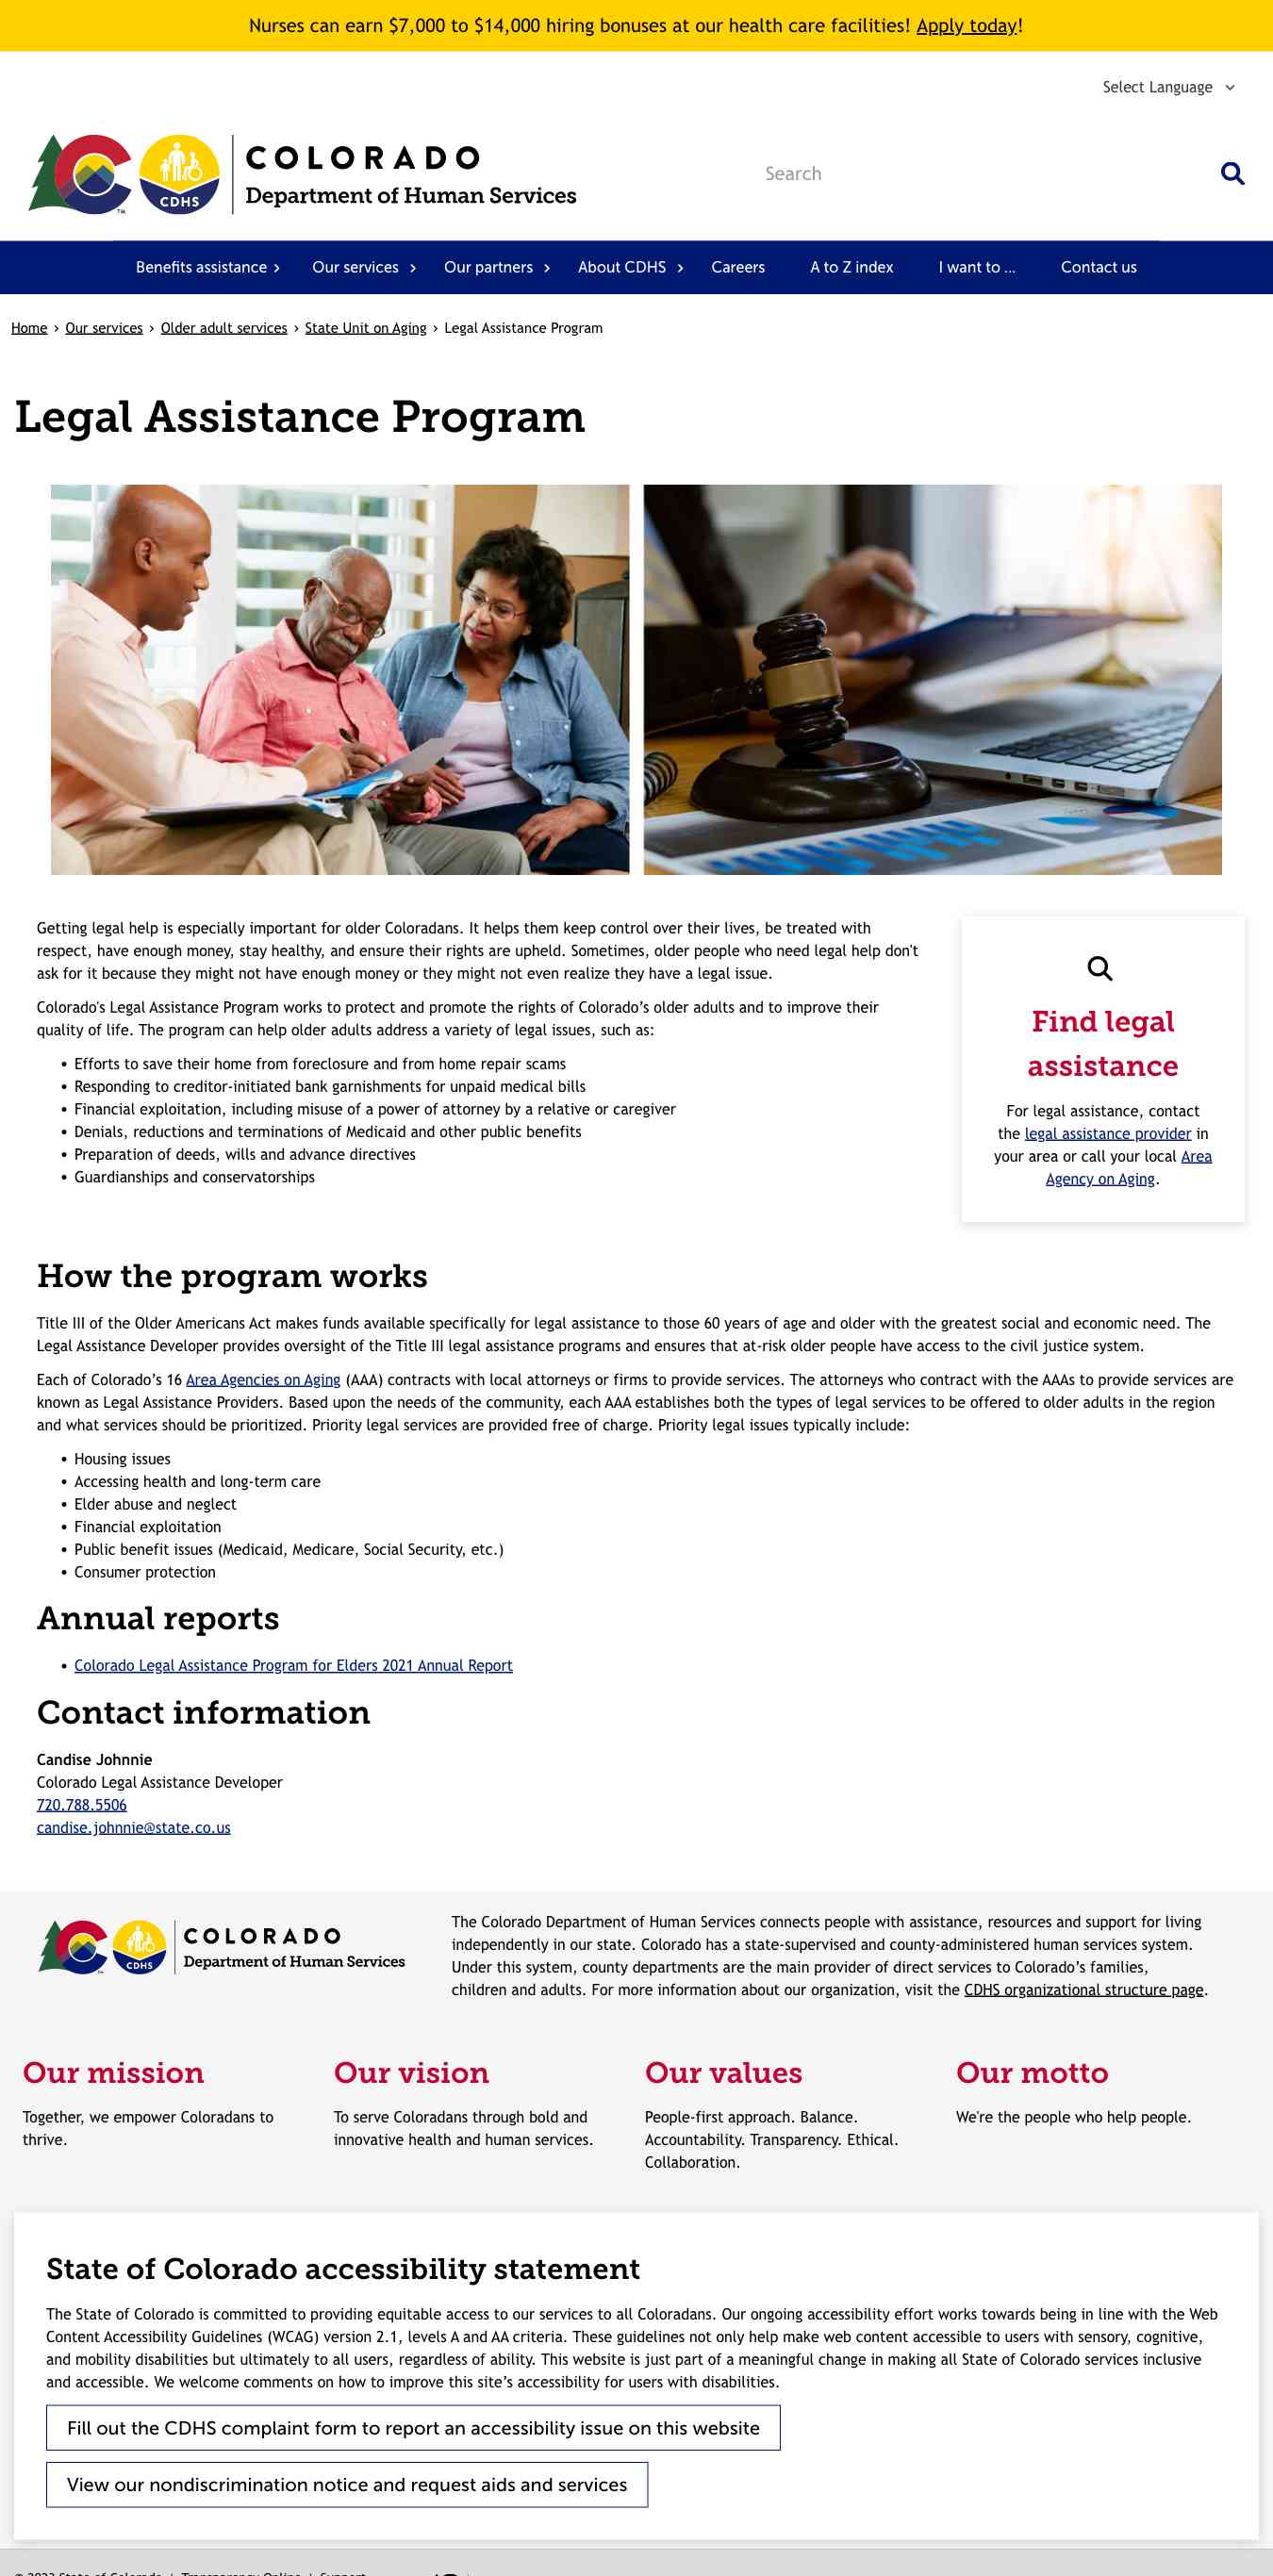 Nurses can earn $7,000 to $14,000 hiring bonuses at our health care facilities! Apply today!
Select Language
COLORADO
Department of Human Services
CDHS
TM
Search
Benefits assistance > Our services > Our partners > About CDHS > Careers A to Z index I want to ... Contact us
Home > Our services > Older adult services > State Unit on Aging > Legal Assistance Program
Legal Assistance Program
Getting legal help is especially important for older Coloradans. It helps them keep control over their lives, be treated with
respect, have enough money, stay healthy, and ensure their rights are upheld. Sometimes, older people who need legal help don't
ask for it because they might not have enough money or they might not even realize they have a legal issue.
Colorado's Legal Assistance Program works to protect and promote the rights of Colorado’s older adults and to improve their
quality of life. The program can help older adults address a variety of legal issues, such as:
• Efforts to save their home from foreclosure and from home repair scams
• Responding to creditor-initiated bank garnishments for unpaid medical bills
• Financial exploitation, including misuse of a power of attorney by a relative or caregiver
• Denials, reductions and terminations of Medicaid and other public benefits
• Preparation of deeds, wills and advance directives
• Guardianships and conservatorships
Find legal
assistance
For legal assistance, contact
the legal assistance provider in
your area or call your local Area
Agency on Aging.
How the program works
Title III of the Older Americans Act makes funds available specifically for legal assistance to those 60 years of age and older with the greatest social and economic need. The
Legal Assistance Developer provides oversight of the Title III legal assistance programs and ensures that at-risk older people have access to the civil justice system.
Each of Colorado’s 16 Area Agencies on Aging (AAA) contracts with local attorneys or firms to provide services. The attorneys who contract with the AAAs to provide services are
known as Legal Assistance Providers. Based upon the needs of the community, each AAA establishes both the types of legal services to be offered to older adults in the region
and what services should be prioritized. Priority legal services are provided free of charge. Priority legal issues typically include:
• Housing issues
• Accessing health and long-term care
• Elder abuse and neglect
• Financial exploitation
• Public benefit issues (Medicaid, Medicare, Social Security, etc.)
• Consumer protection
Annual reports
• Colorado Legal Assistance Program for Elders 2021 Annual Report
Contact information
Candise Johnnie
Colorado Legal Assistance Developer
720.788.5506
candise.johnnie@state.co.us
COLORADO
Department of Human Services
CDHS
The Colorado Department of Human Services connects people with assistance, resources and support for living
independently in our state. Colorado has a state-supervised and county-administered human services system.
Under this system, county departments are the main provider of direct services to Colorado’s families,
children and adults. For more information about our organization, visit the CDHS organizational structure page.
Our mission
Together, we empower Coloradans to
thrive.
Our vision
To serve Coloradans through bold and
innovative health and human services.
Our values
People-first approach. Balance.
Accountability. Transparency. Ethical.
Collaboration.
Our motto
We're the people who help people.
State of Colorado accessibility statement
The State of Colorado is committed to providing equitable access to our services to all Coloradans. Our ongoing accessibility effort works towards being in line with the Web
Content Accessibility Guidelines (WCAG) version 2.1, levels A and AA criteria. These guidelines not only help make web content accessible to users with sensory, cognitive,
and mobility disabilities but ultimately to all users, regardless of ability. This website is just part of a meaningful change in making all State of Colorado services inclusive
and accessible. We welcome comments on how to improve this site’s accessibility for users with disabilities.
Fill out the CDHS complaint form to report an accessibility issue on this website
View our nondiscrimination notice and request aids and services